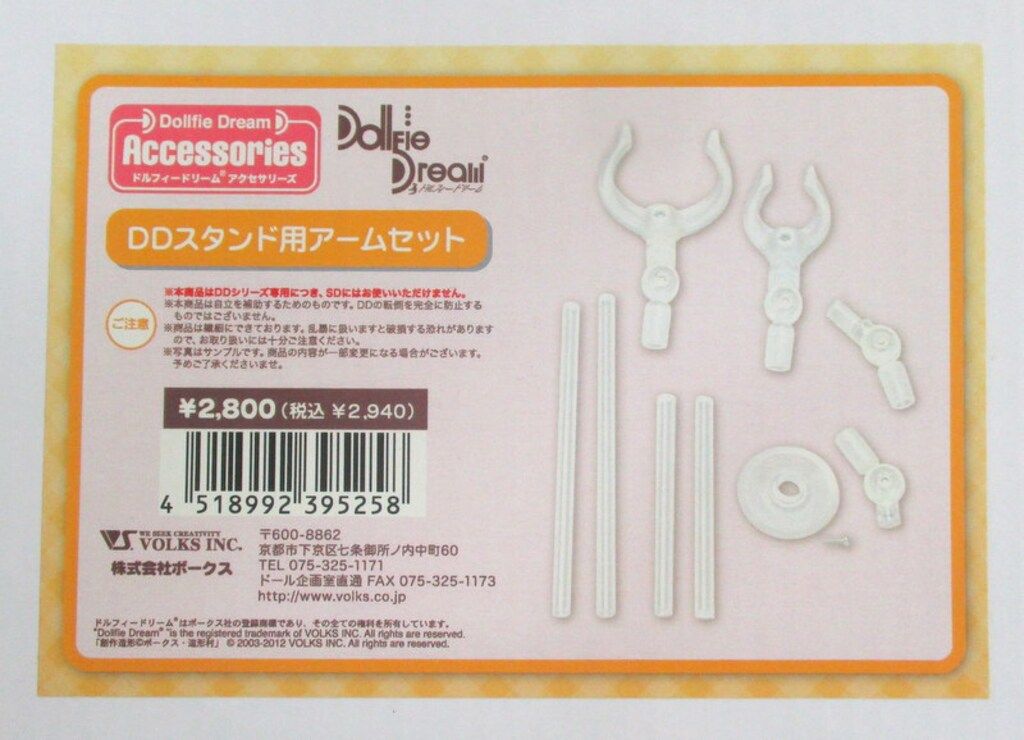 Dollfie Dream
Accessories
ドルフィードリーム® アクセサリーズ
Dollfie
Dream®
ドルフィードリーム
DDスタンド用アームセット
ご注意
※本商品はDDシリーズ専用につき、SDにはお使いいただけません。
※本商品は自立を補助するためのものです。DDの転倒を完全に防止する
ものではございません。
※商品は繊細にできております。乱暴に扱いますと破損する恐れがあります
ので、お取り扱いには十分ご注意ください。
※写真はサンプルです。商品の内容が一部変更になる場合がございます。
予めご了承くださいませ。
¥2,800(税込 ¥2,940)
4 518992 395258
WE SEEK CREATIVITY
VS. VOLKS INC.
株式会社ボークス
〒600-8862
京都市下京区七条御所ノ内中町60
TEL 075-325-1171
ドール企画室直通 FAX 075-325-1173
http://www.volks.co.jp
ドルフィードリーム®はボークス社の登録商標であり、その全ての権利を所有しています。
"Dollfie Dream" is the registered trademark of VOLKS INC. All rights are reserved.
「創作造形©ボークス・造形村」 © 2003-2012 VOLKS INC. All rights are reserved.